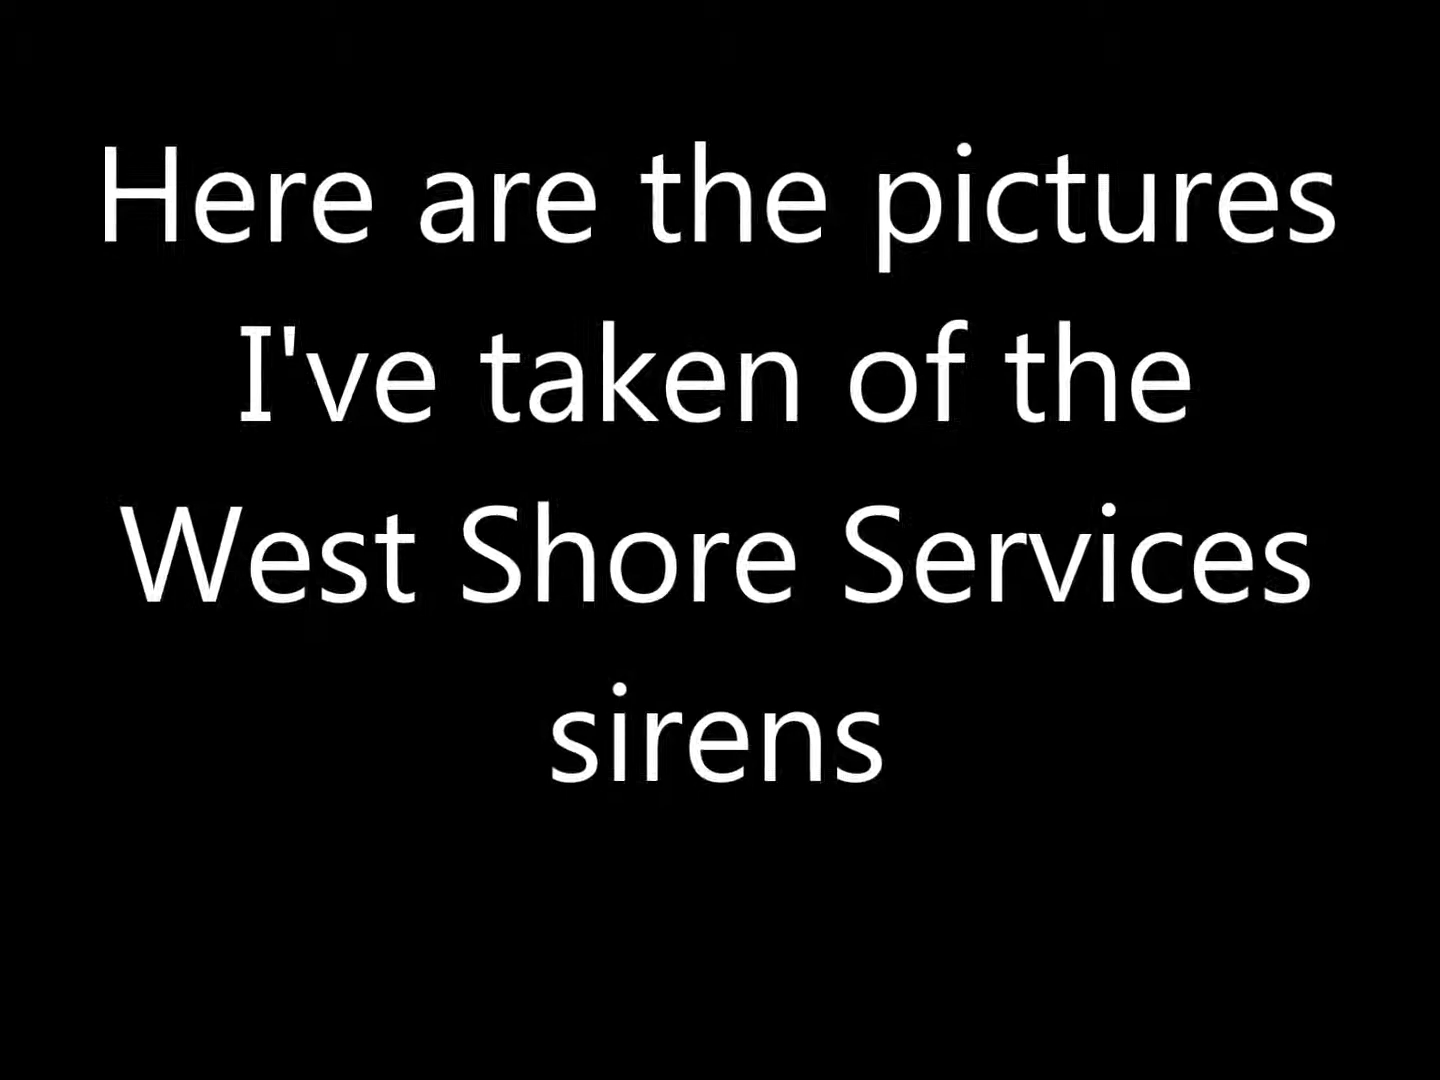 Here are the pictures
I've taken of the
West Shore Services
sirens